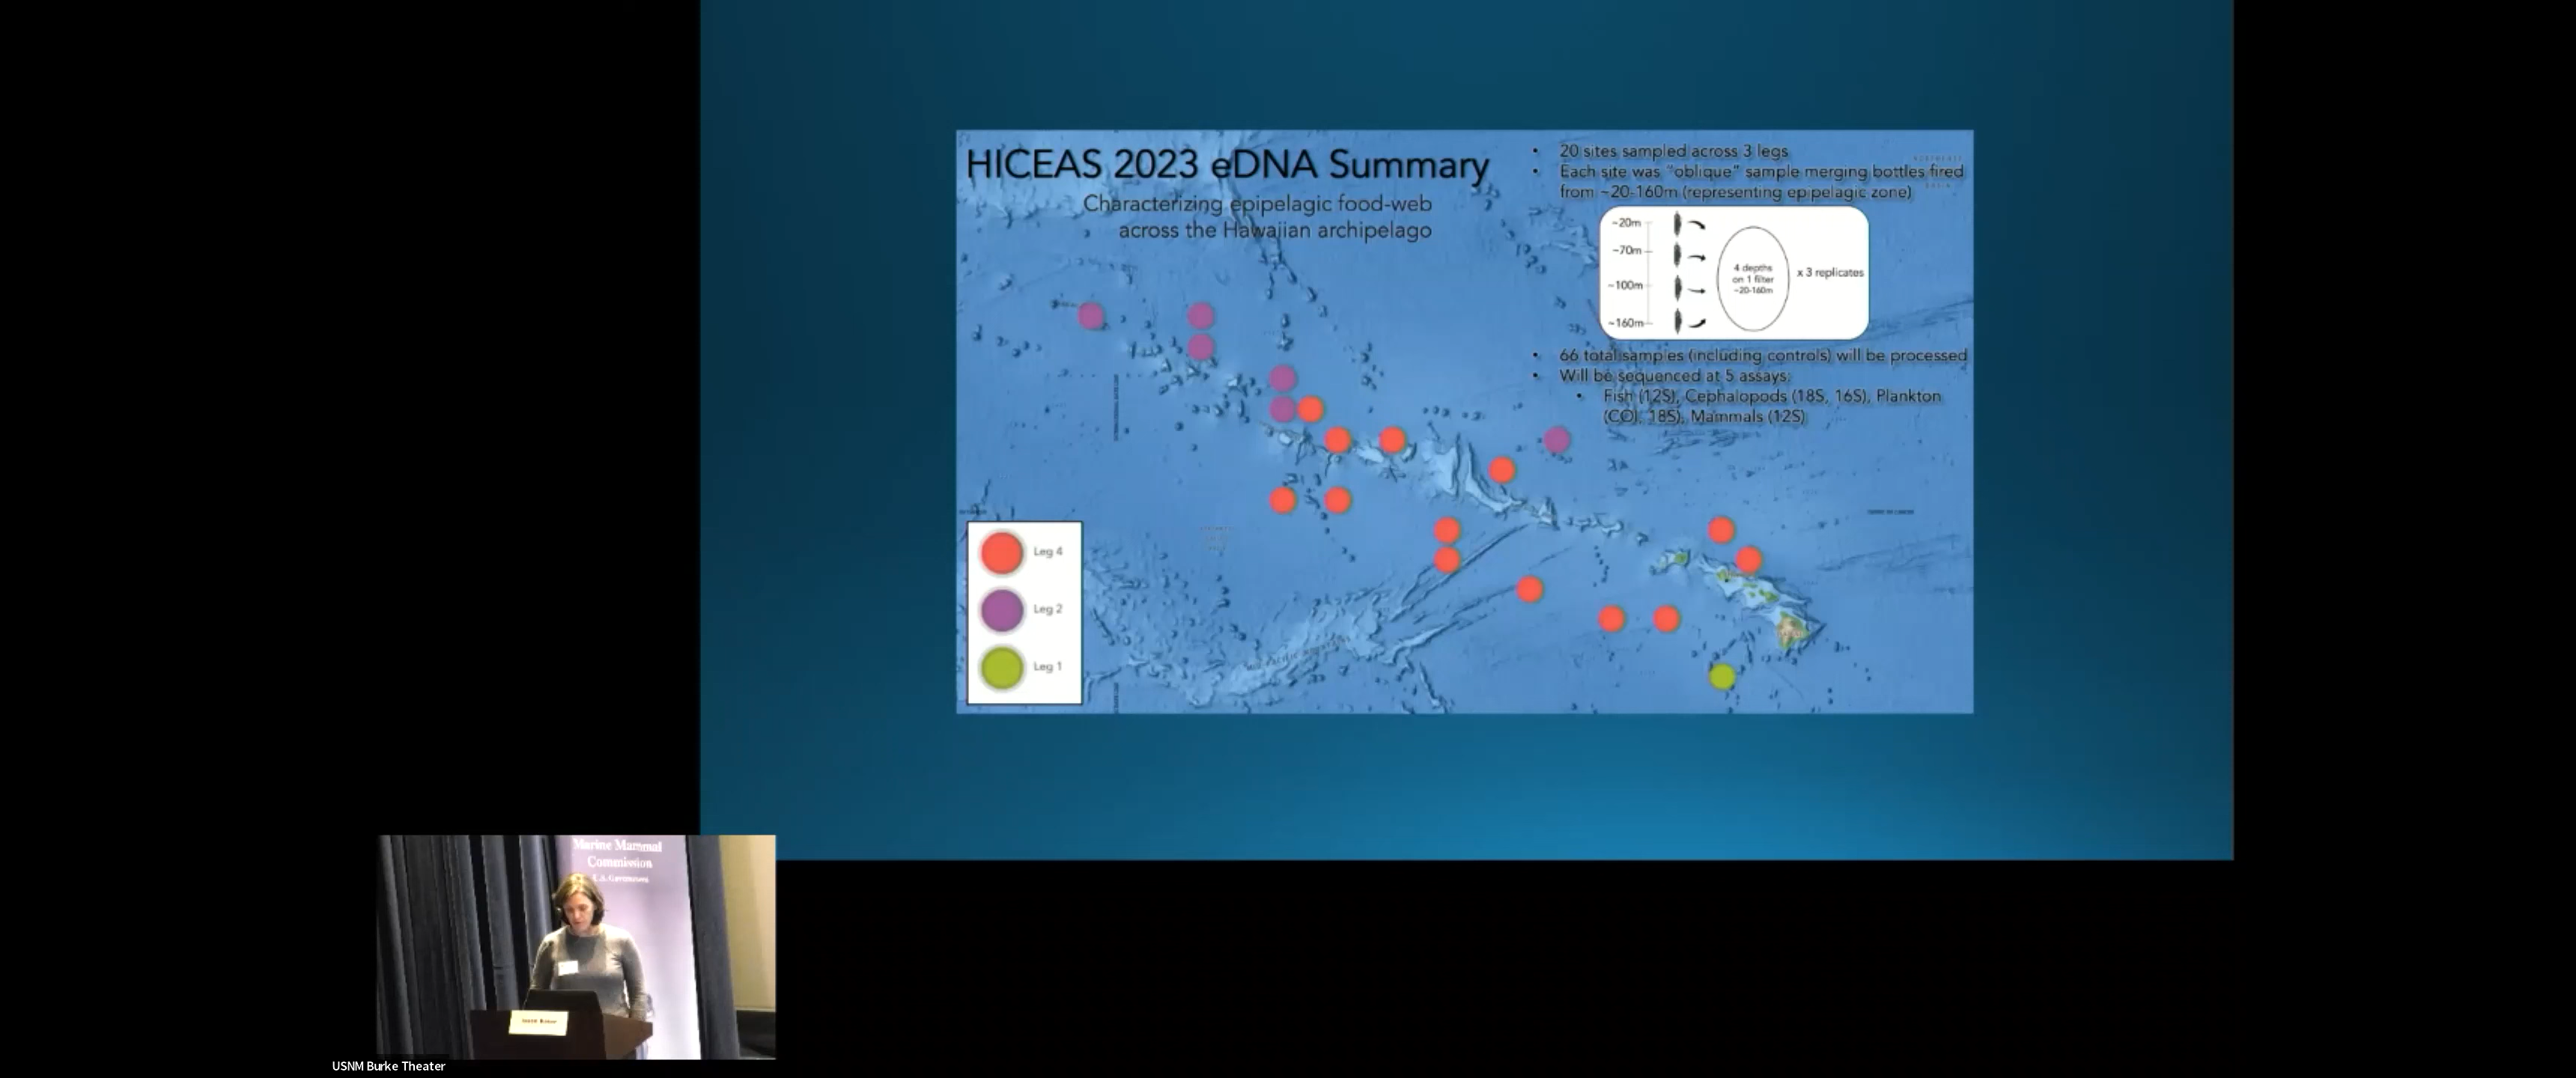 HICEAS 2023 eDNA Summary
Characterizing epipelagic food-web
across the Hawaiian archipelago
• 20 sites sampled across 3 legs
• Each site was "oblique" sample merging bottles fired
from ~20-160m (representing epipelagic zone)
~20m
~70m
~100m
~160m
4 depths
on 1 filter
~20-160m
x 3 replicates
• 66 total samples (including controls) will be processed
• Will be sequenced at 5 assays:
• Fish (12S), Cephalopods (18S, 16S), Plankton
(COI, 18S), Mammals (12S)
Leg 4
Leg 2
Leg 1
Marine Mammal
Commission
USNM Burke Theater